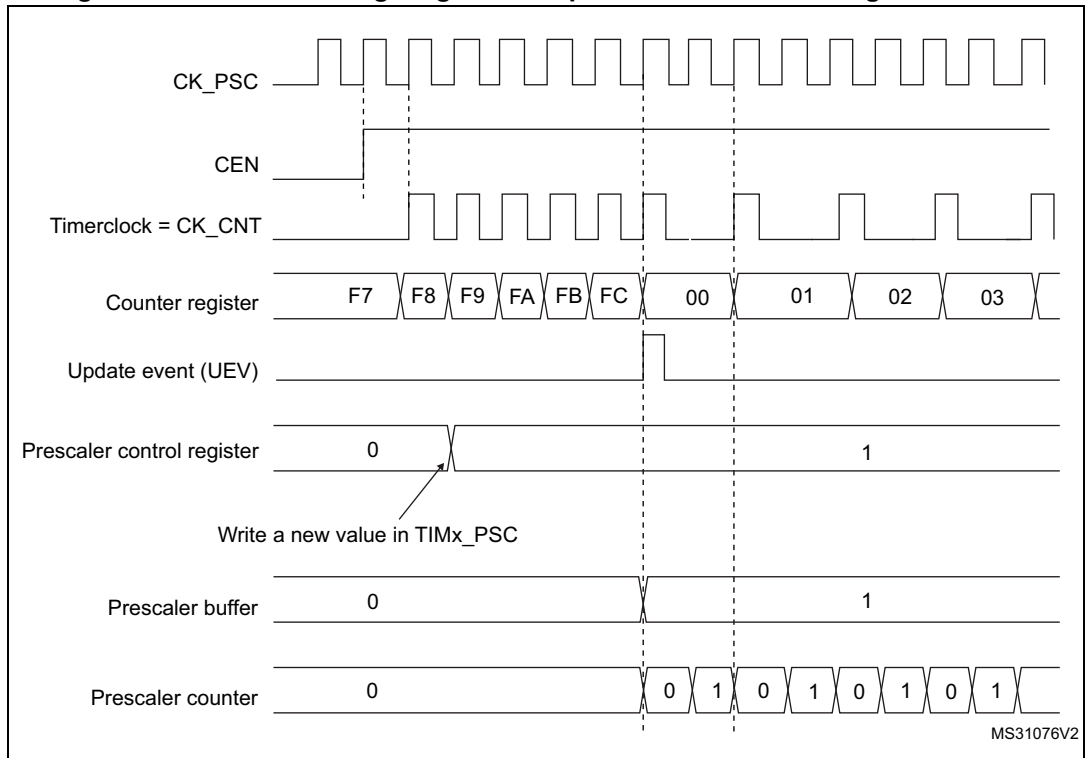 CK_PSC
CEN
Timerclock = CK_CNT
Counter register F7 F8 F9 FA FB FC 00 01 02 03
Update event (UEV)
Prescaler control register 0 1
Write a new value in TIMx_PSC
Prescaler buffer 0 1
Prescaler counter 0 0 1 0 1 0 1 0 1
MS31076V2